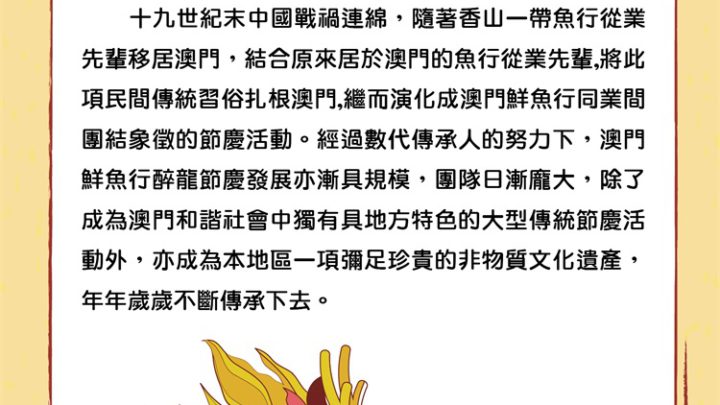 十九世紀末中國戰禍連綿，隨著香山一帶魚行從業
先輩移居澳門，結合原來居於澳門的魚行從業先輩,將此
項民間傳統習俗扎根澳門,繼而演化成澳門鮮魚行同業間
團結象徵的節慶活動。經過數代傳承人的努力下，澳門
鮮魚行醉龍節慶發展亦漸具規模，團隊日漸龐大，除了
成為澳門和諧社會中獨有具地方特色的大型傳統節慶活
動外，亦成為本地區一項彌足珍貴的非物質文化遺產，
年年歲歲不斷傳承下去。